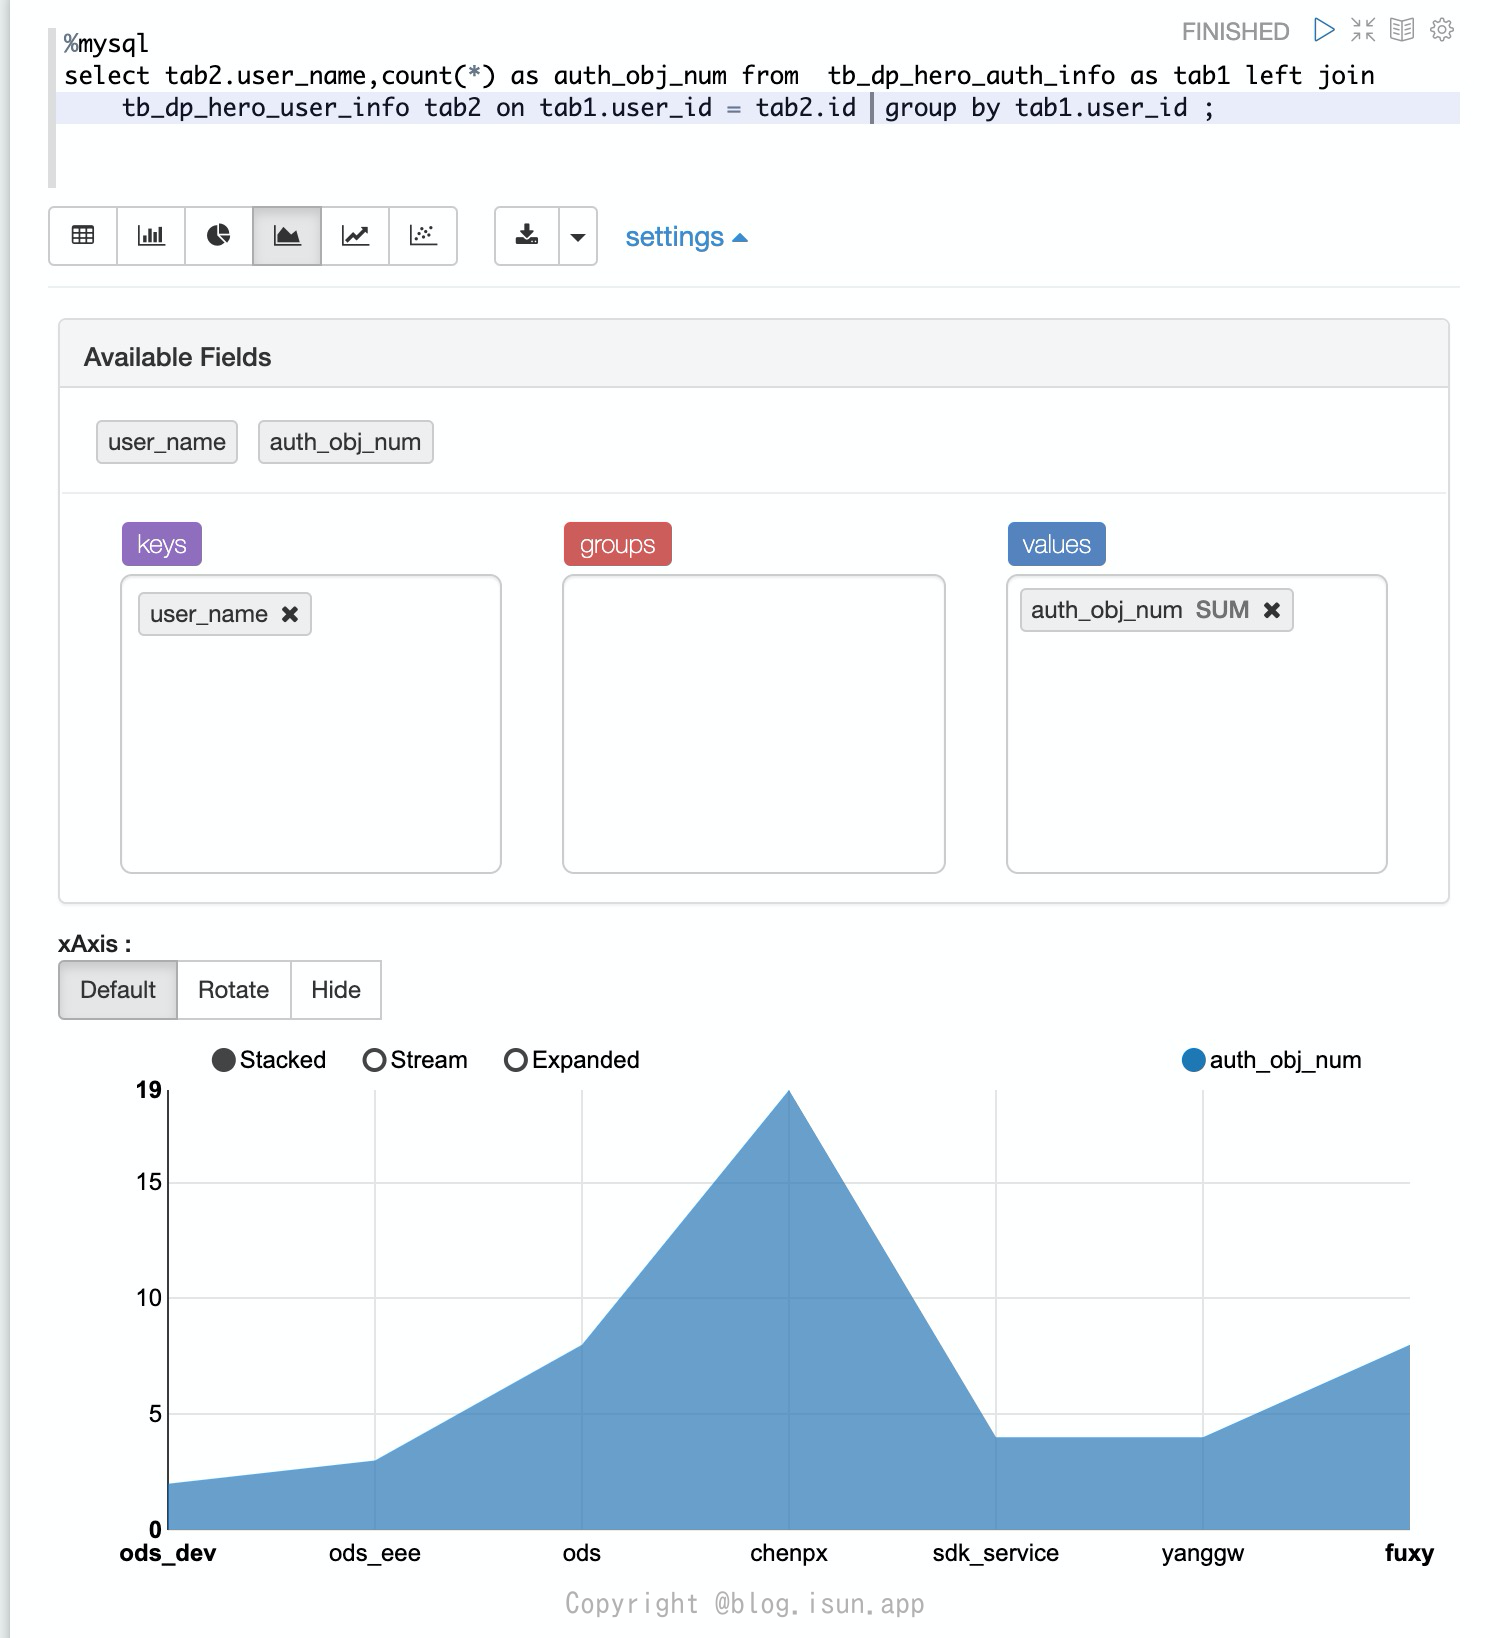 %mysql
FINISHED
select tab2.user_name,count(*) as auth_obj_num from  tb_dp_hero_auth_info as tab1 left join
tb_dp_hero_user_info tab2 on tab1.user_id = tab2.id group by tab1.user_id ;
settings
Available Fields
user_name auth_obj_num
keys groups values
user_name ✖ auth_obj_num SUM ✖
xAxis :
Default Rotate Hide
Stacked Stream Expanded auth_obj_num
19
15
10
5
0
ods_dev ods_eee ods chenpx sdk_service yanggw fuxy
Copyright @blog.isun.app